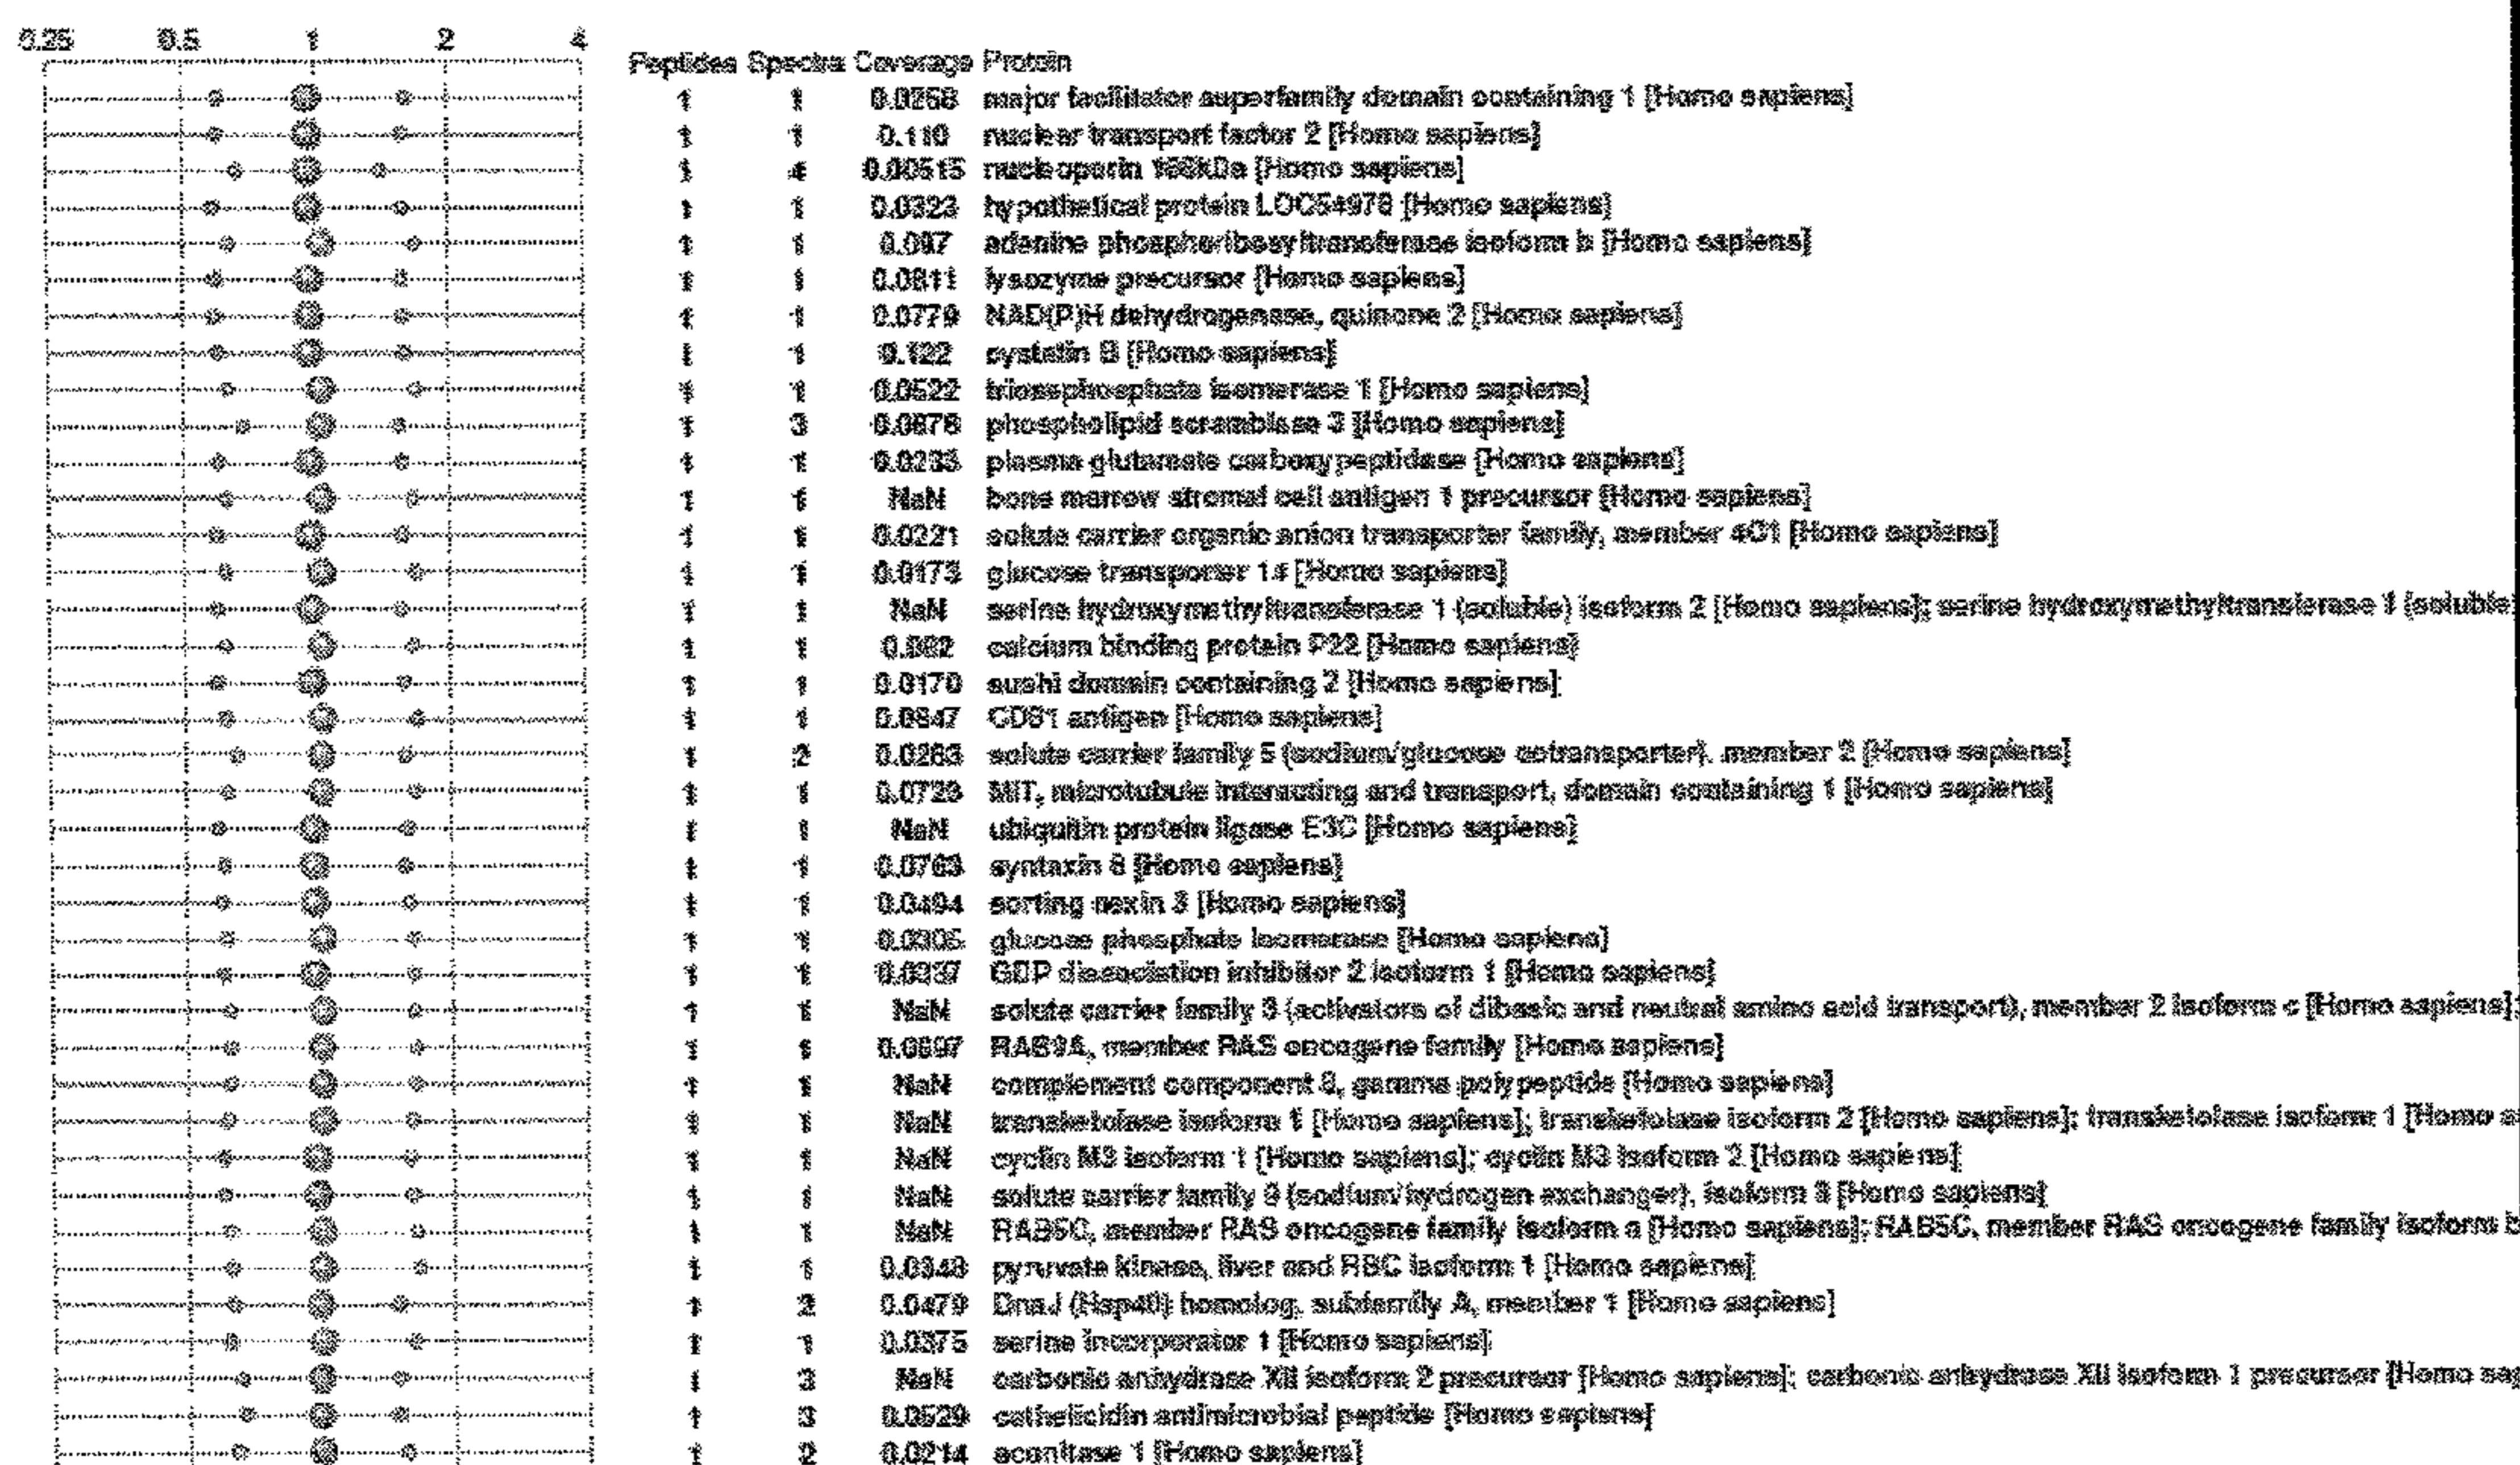 0.25 0.5 1 2 4
Peptides Spectra Coverage Protein
1 1 0.0268 major facilitator superfamily domain containing 1 [Homo sapiens]
1 1 0.110 nuclear transport factor 2 [Homo sapiens]
1 4 0.00515 nucleoporin [Homo sapiens]
1 1 0.0323 hypothetical protein LOC54978 [Homo sapiens]
1 1 0.097 adenine phosphoribosyltransferase isoform b [Homo sapiens]
1 1 0.0811 lysozyme precursor [Homo sapiens]
1 1 0.0779 NAD(P)H dehydrogenase, quinone 2 [Homo sapiens]
1 1 0.122 cystatin B [Homo sapiens]
1 1 0.0522 triosephosphate isomerase 1 [Homo sapiens]
1 3 phospholipid scramblase 3 [Homo sapiens]
1 1 0.0233 plasma glutamate carboxypeptidase [Homo sapiens]
1 1 NaN bone marrow stromal cell antigen 1 precursor [Homo sapiens]
1 1 0.0221 solute carrier organic anion transporter family, member 4C1 [Homo sapiens]
1 1 0.0173 glucose transporter 14 [Homo sapiens]
1 1 NaN serine hydroxymethyltransferase 1 (soluble) isoform 2 [Homo sapiens]; serine hydroxymethyltransferase 1 (soluble)
1 1 0.082 calcium binding protein P22 [Homo sapiens]
1 1 0.0170 sushi domain containing 2 [Homo sapiens]
1 1 0.0847 antigen [Homo sapiens]
1 2 0.0283 solute carrier family 5 (sodium/glucose cotransporter), member 2 [Homo sapiens]
1 1 0.0723 MIT, microtubule interacting and transport, domain containing 1 [Homo sapiens]
1 1 NaN ubiquitin protein ligase E3C [Homo sapiens]
1 1 0.0763 syntaxin 8 [Homo sapiens]
1 1 0.0494 sorting nexin 3 [Homo sapiens]
1 1 0.0305 glucose phosphate isomerase [Homo sapiens]
1 1 0.0337 GDP dissociation inhibitor 2 isoform 1 [Homo sapiens]
1 1 NaN solute carrier family 3 (activators of dibasic and neutral amino acid transport), member 2 isoform c [Homo sapiens];
1 1 0.0597 RAB9A, member RAS oncogene family [Homo sapiens]
1 1 NaN complement component 8, gamma polypeptide [Homo sapiens]
1 1 NaN transketolase isoform 1 [Homo sapiens]; transketolase isoform 2 [Homo sapiens]; transketolase isoform 1 [Homo s
1 1 NaN cyclin M3 isoform 1 [Homo sapiens]; cyclin M3 isoform 2 [Homo sapiens]
1 1 NaN solute carrier family 9 (sodium/hydrogen exchanger), isoform 3 [Homo sapiens]
1 1 NaN RAB5C, member RAS oncogene family isoform a [Homo sapiens]; RAB5C, member RAS oncogene family isoform b
1 1 0.0348 pyruvate kinase, liver and RBC isoform 1 [Homo sapiens]
1 2 0.0479 DnaJ (Hsp40) homolog, subfamily A, member 1 [Homo sapiens]
1 1 0.0375 serine incorporator 1 [Homo sapiens]
1 3 NaN carbonic anhydrase XII isoform 2 precursor [Homo sapiens]; carbonic anhydrase XII isoform 1 precursor [Homo sap
1 3 0.0529 cathelicidin antimicrobial peptide [Homo sapiens]
1 2 0.0214 aconitase 1 [Homo sapiens]